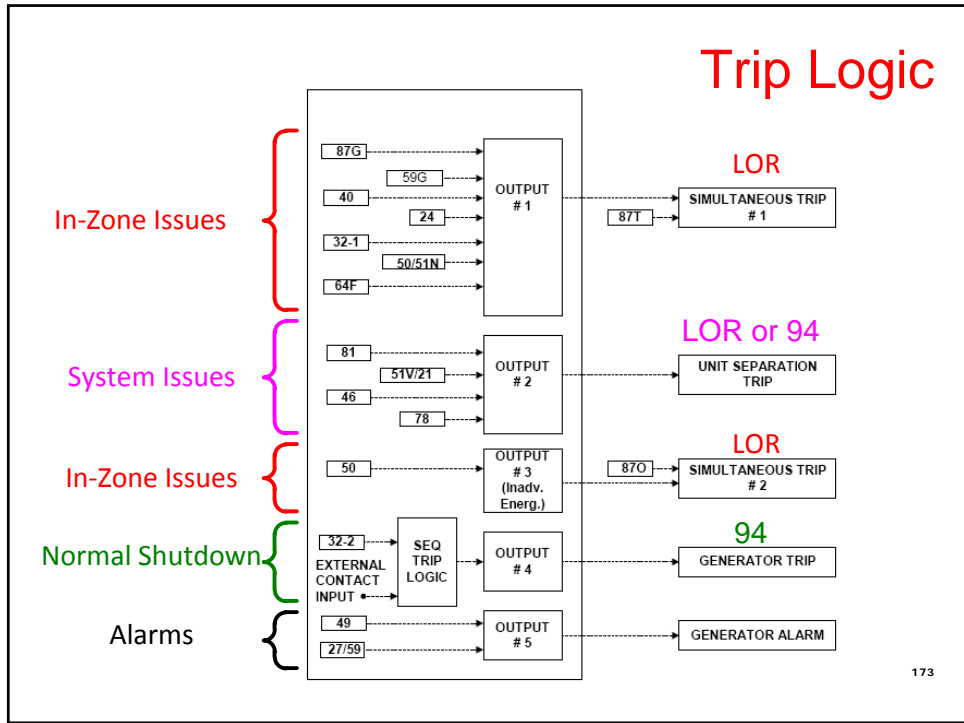 Trip Logic
In-Zone Issues
87G
59G
40
24
32-1
50/51N
64F
OUTPUT
# 1
LOR
87T
SIMULTANEOUS TRIP
# 1
System Issues
81
51V/21
46
78
OUTPUT
# 2
LOR or 94
UNIT SEPARATION
TRIP
In-Zone Issues
50
OUTPUT
# 3
(Inadv.
Energ.)
LOR
87O
SIMULTANEOUS TRIP
# 2
Normal Shutdown
32-2
EXTERNAL
CONTACT
INPUT
SEQ
TRIP
LOGIC
OUTPUT
# 4
94
GENERATOR TRIP
Alarms
49
27/59
OUTPUT
# 5
GENERATOR ALARM
173